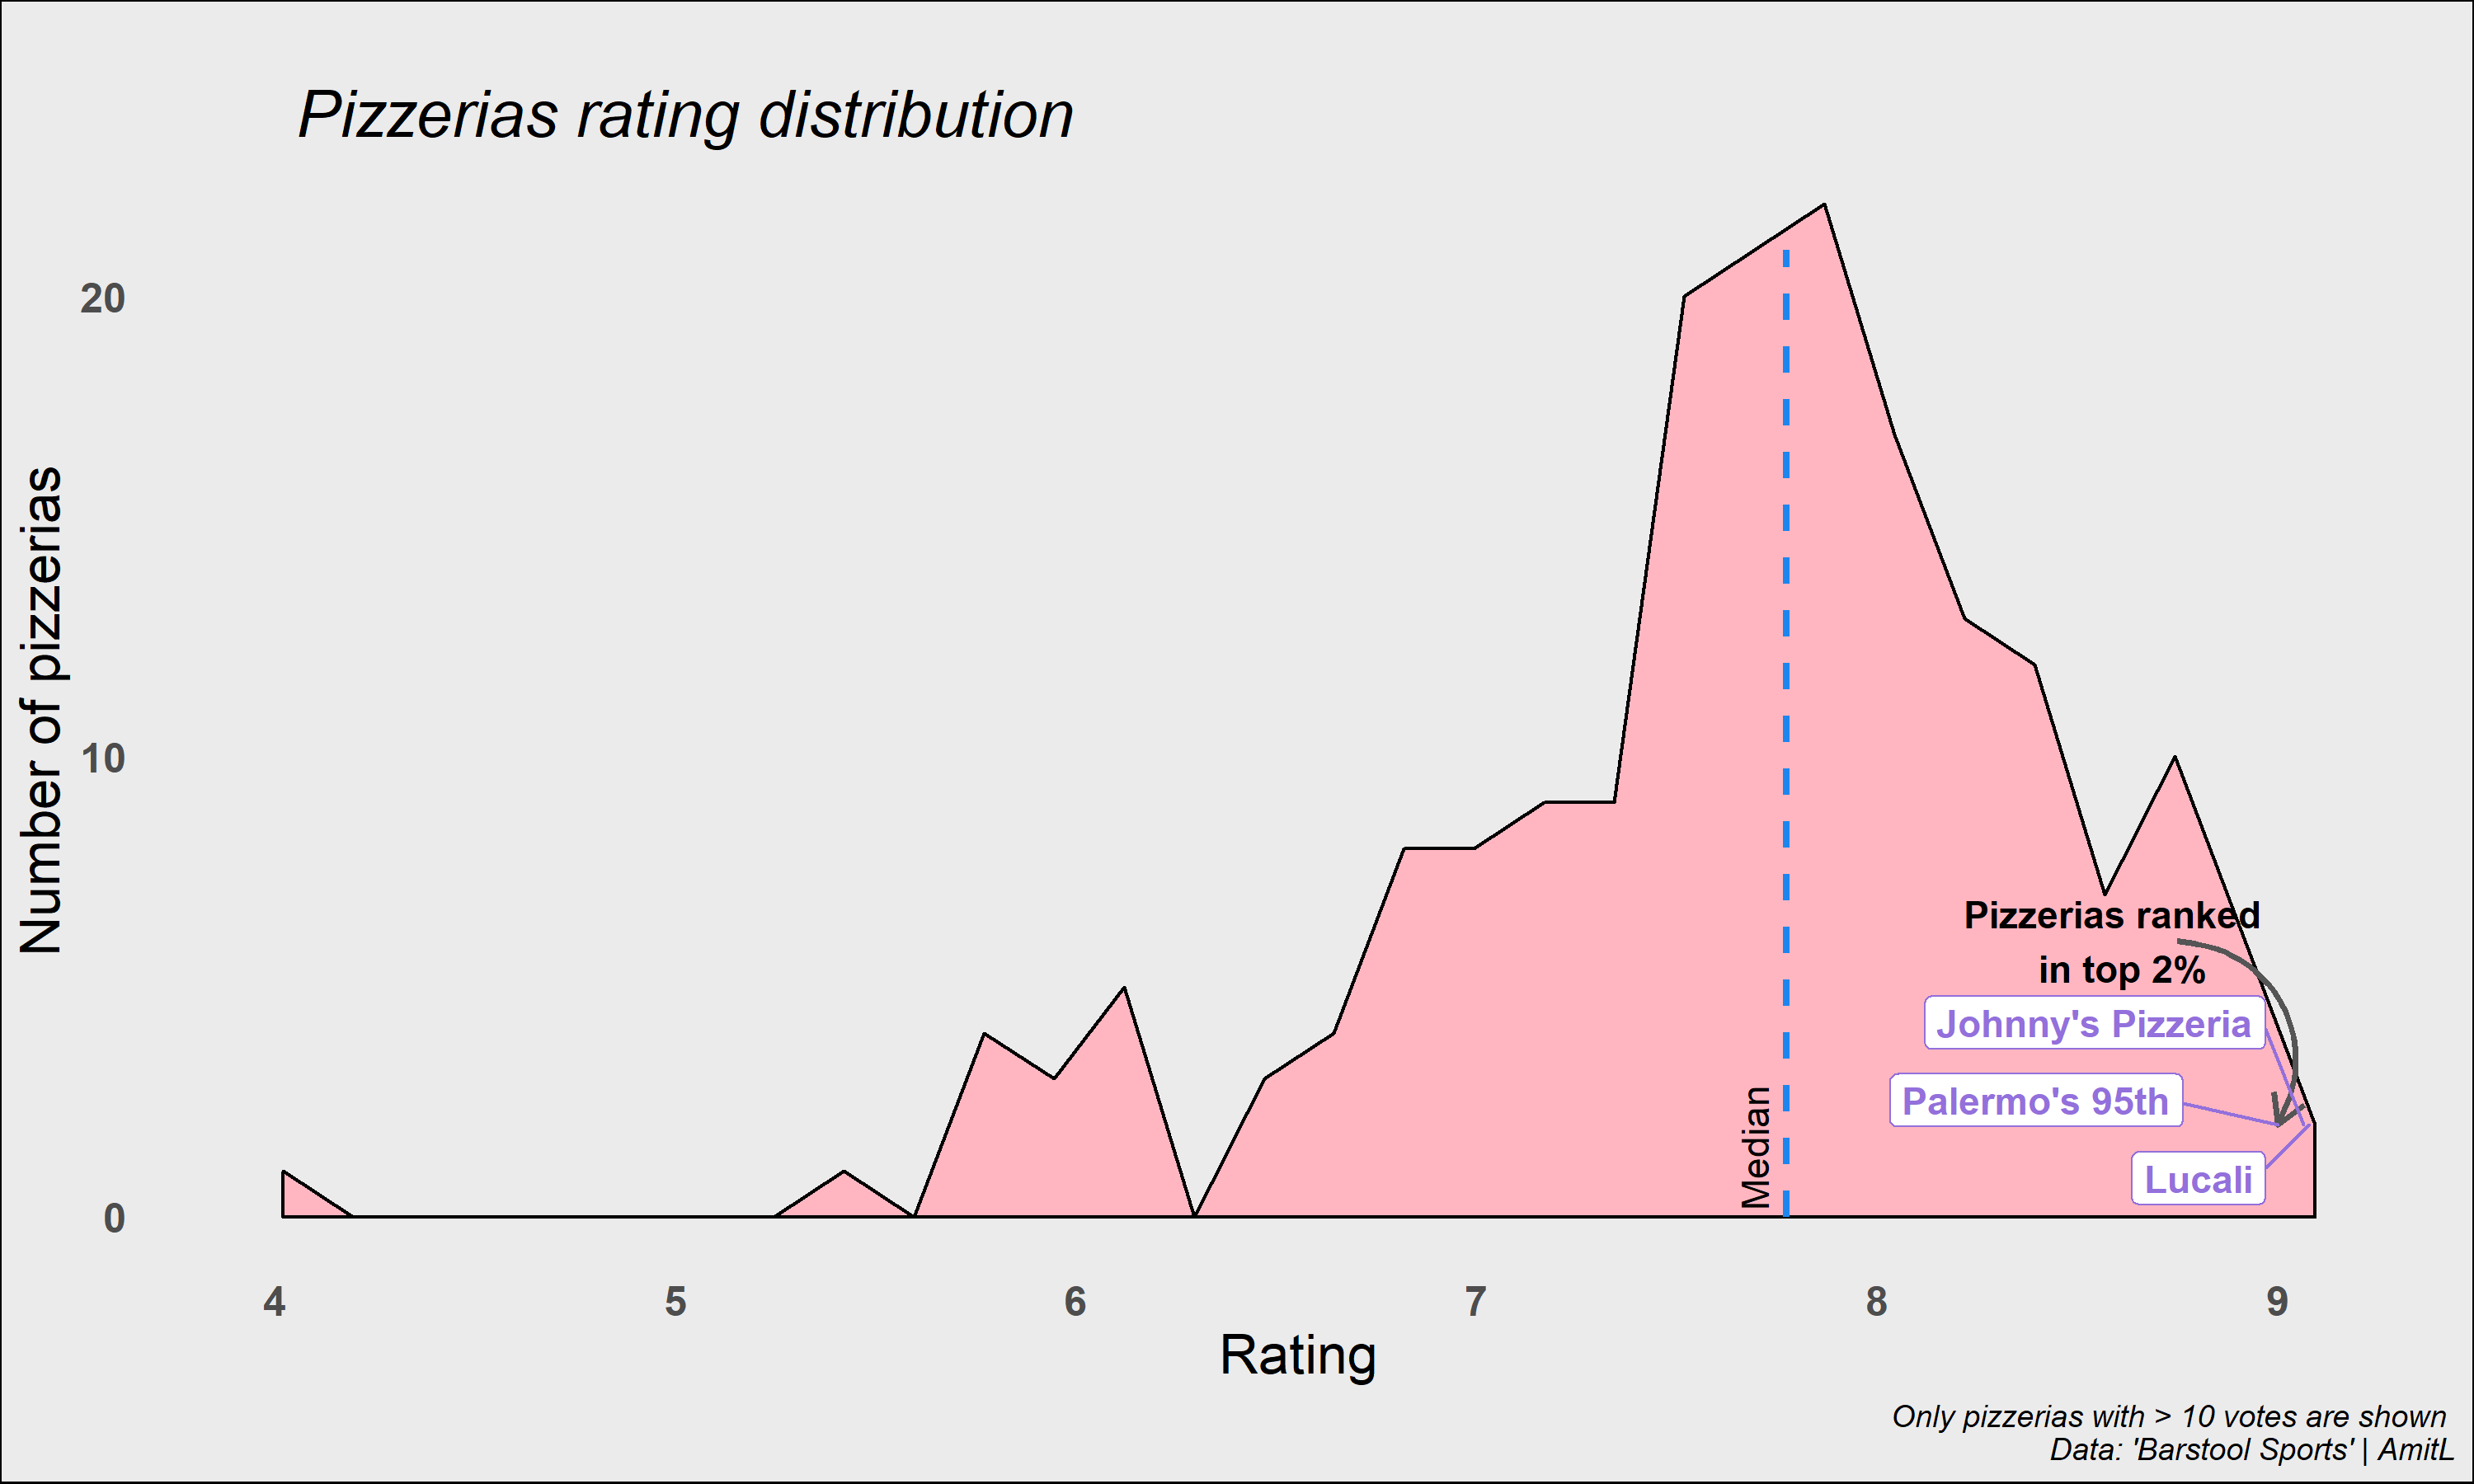 Pizzerias rating distribution
Number of pizzerias
20
10
0
Median
Pizzerias ranked
in top 2%
Johnny's Pizzeria
Palermo's 95th
Lucali
4 5 6 7 8 9
Rating
Only pizzerias with > 10 votes are shown
Data: 'Barstool Sports' | AmitL